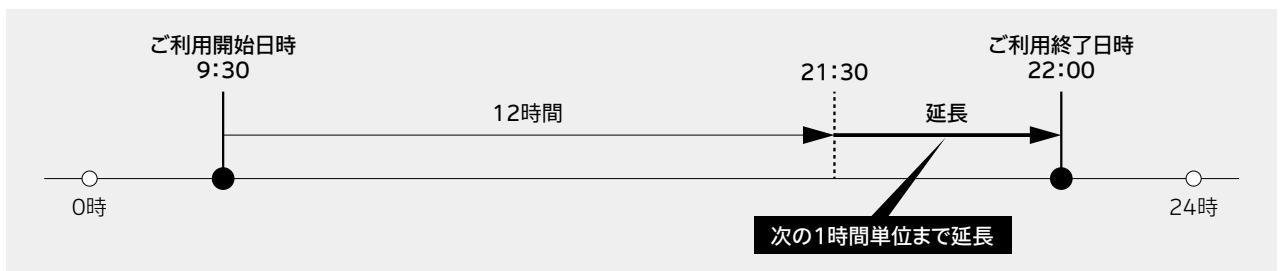 ご利用開始日時
9：30
ご利用終了日時
22：00
21：30
12時間
延長
0時
24時
次の1時間単位まで延長